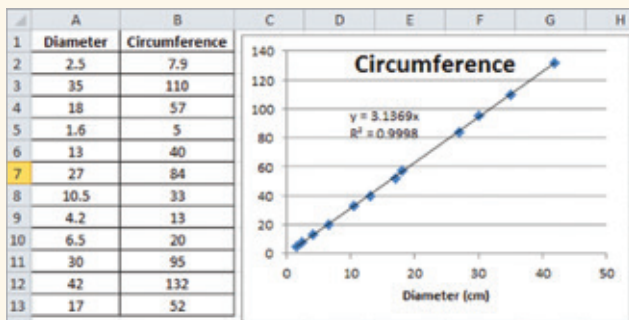 A B C D E F G H
1 Diameter Circumference
2 2.5 7.9
3 35 110
4 18 57
5 1.6 5
6 13 40
7 27 84
8 10.5 33
9 4.2 13
10 6.5 20
11 30 95
12 42 132
13 17 52
Circumference
y = 3.1369x
R² = 0.9998
140
120
100
80
60
40
20
0
0 10 20 30 40 50
Diameter (cm)